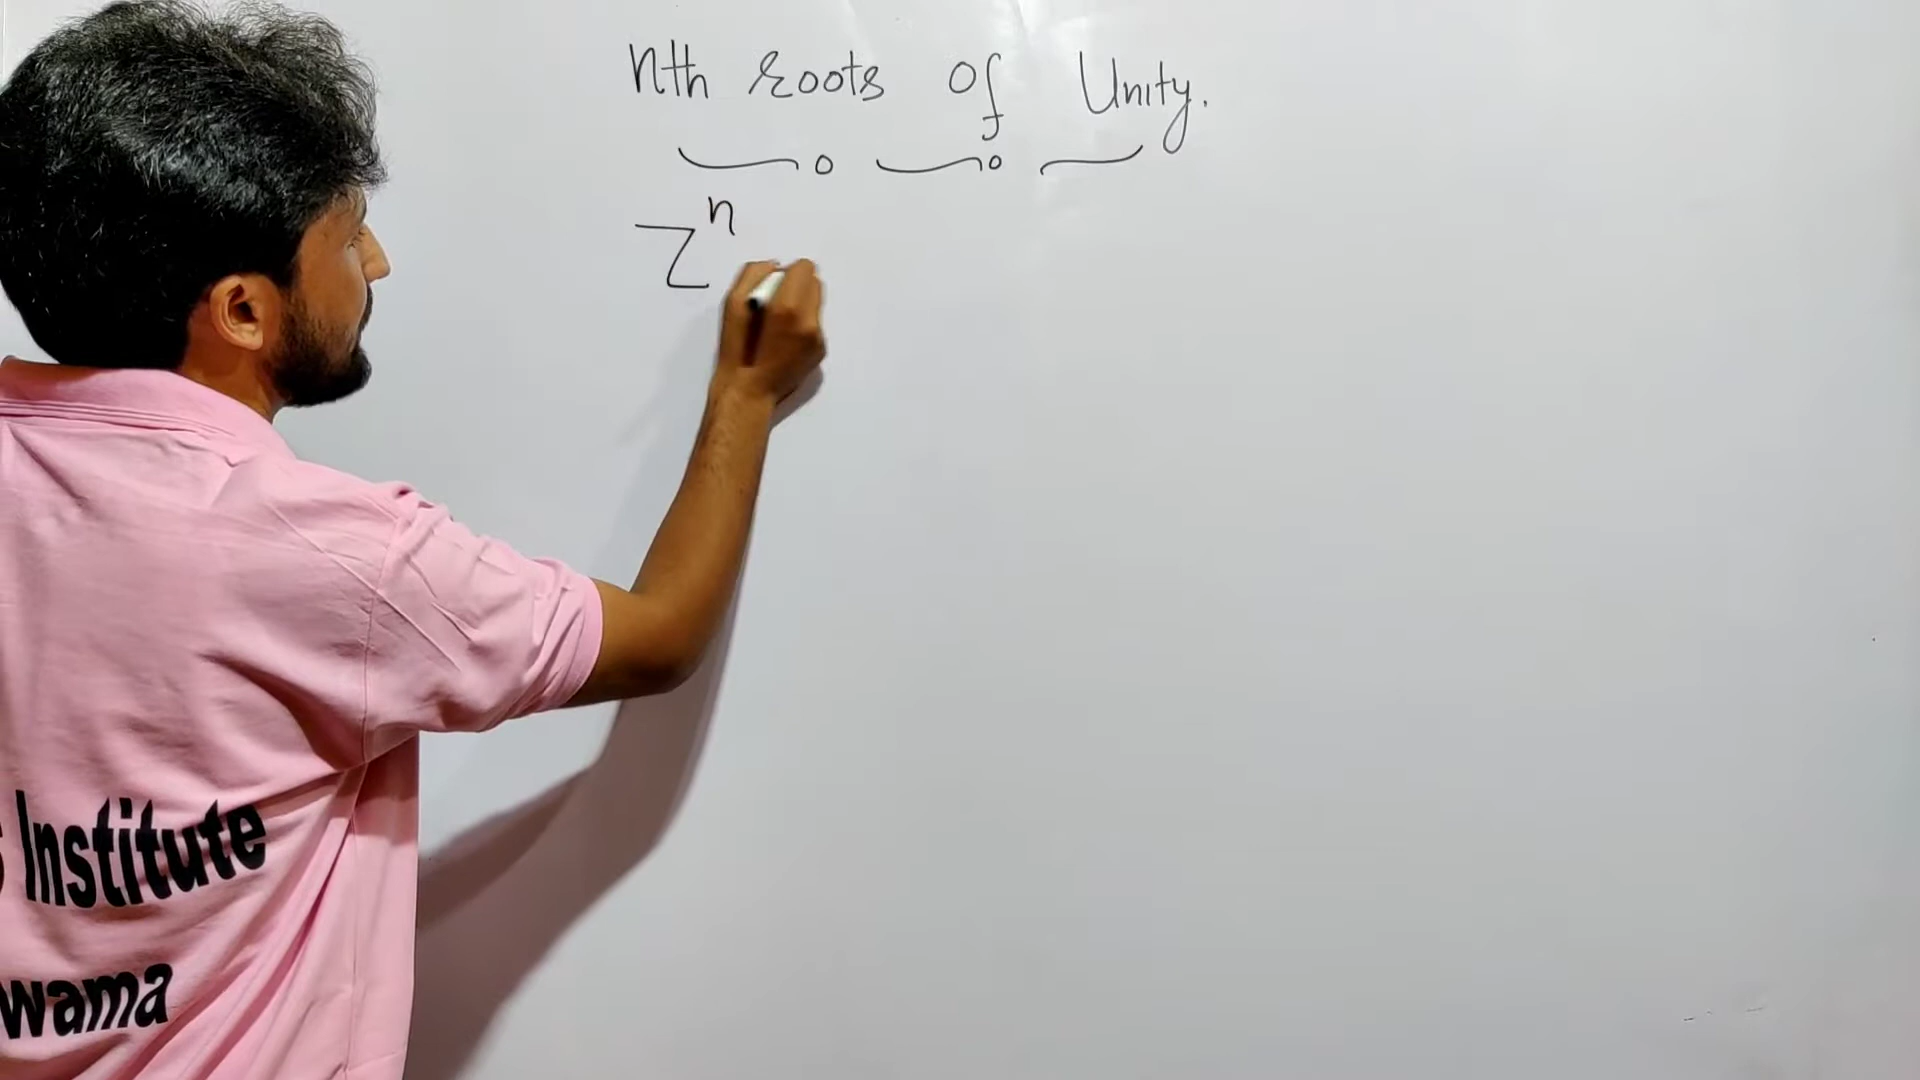 nth roots of Unity.
Z^n
Institute
wama